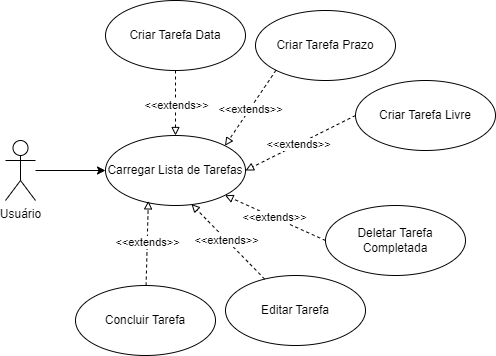 Criar Tarefa Data
Criar Tarefa Prazo
<<extends>>
<<extends>>
Criar Tarefa Livre
<<extends>>
Carregar Lista de Tarefas
Usuário
<<extends>>
Deletar Tarefa
Completada
<<extends>>
<<extends>>
Editar Tarefa
Concluir Tarefa